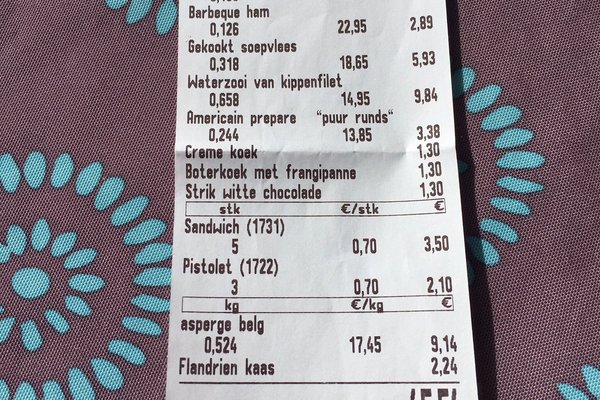 Barbeque ham
0,126 22,95 2,89
Gekookt soepvlees
0,318 18,65 5,93
Waterzooi van kippenfilet
0,658 14,95 9,84
Americain prepare "puur runds"
0,244 13,85 3,38
Creme koek 1,30
Boterkoek met frangipanne 1,30
Strik witte chocolade 1,30
stk €/stk €
Sandwich (1731)
5 0,70 3,50
Pistolet (1722)
3 0,70 2,10
kg €/kg €
asperge belg
0,524 17,45 9,14
Flandrien kaas 2,24